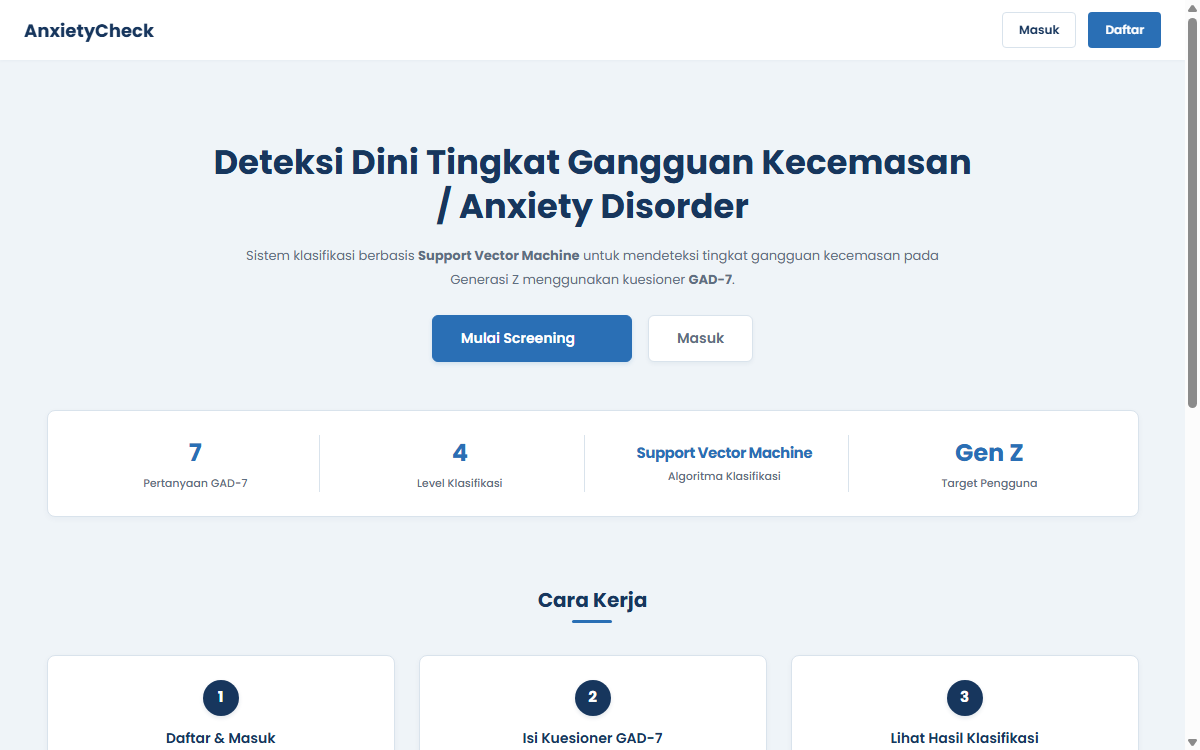 AnxietyCheck
Masuk
Daftar
Deteksi Dini Tingkat Gangguan Kecemasan
/ Anxiety Disorder
Sistem klasifikasi berbasis Support Vector Machine untuk mendeteksi tingkat gangguan kecemasan pada
Generasi Z menggunakan kuesioner GAD-7.
Mulai Screening
Masuk
7
Pertanyaan GAD-7
4
Level Klasifikasi
Support Vector Machine
Algoritma Klasifikasi
Gen Z
Target Pengguna
Cara Kerja
1
Daftar & Masuk
2
Isi Kuesioner GAD-7
3
Lihat Hasil Klasifikasi